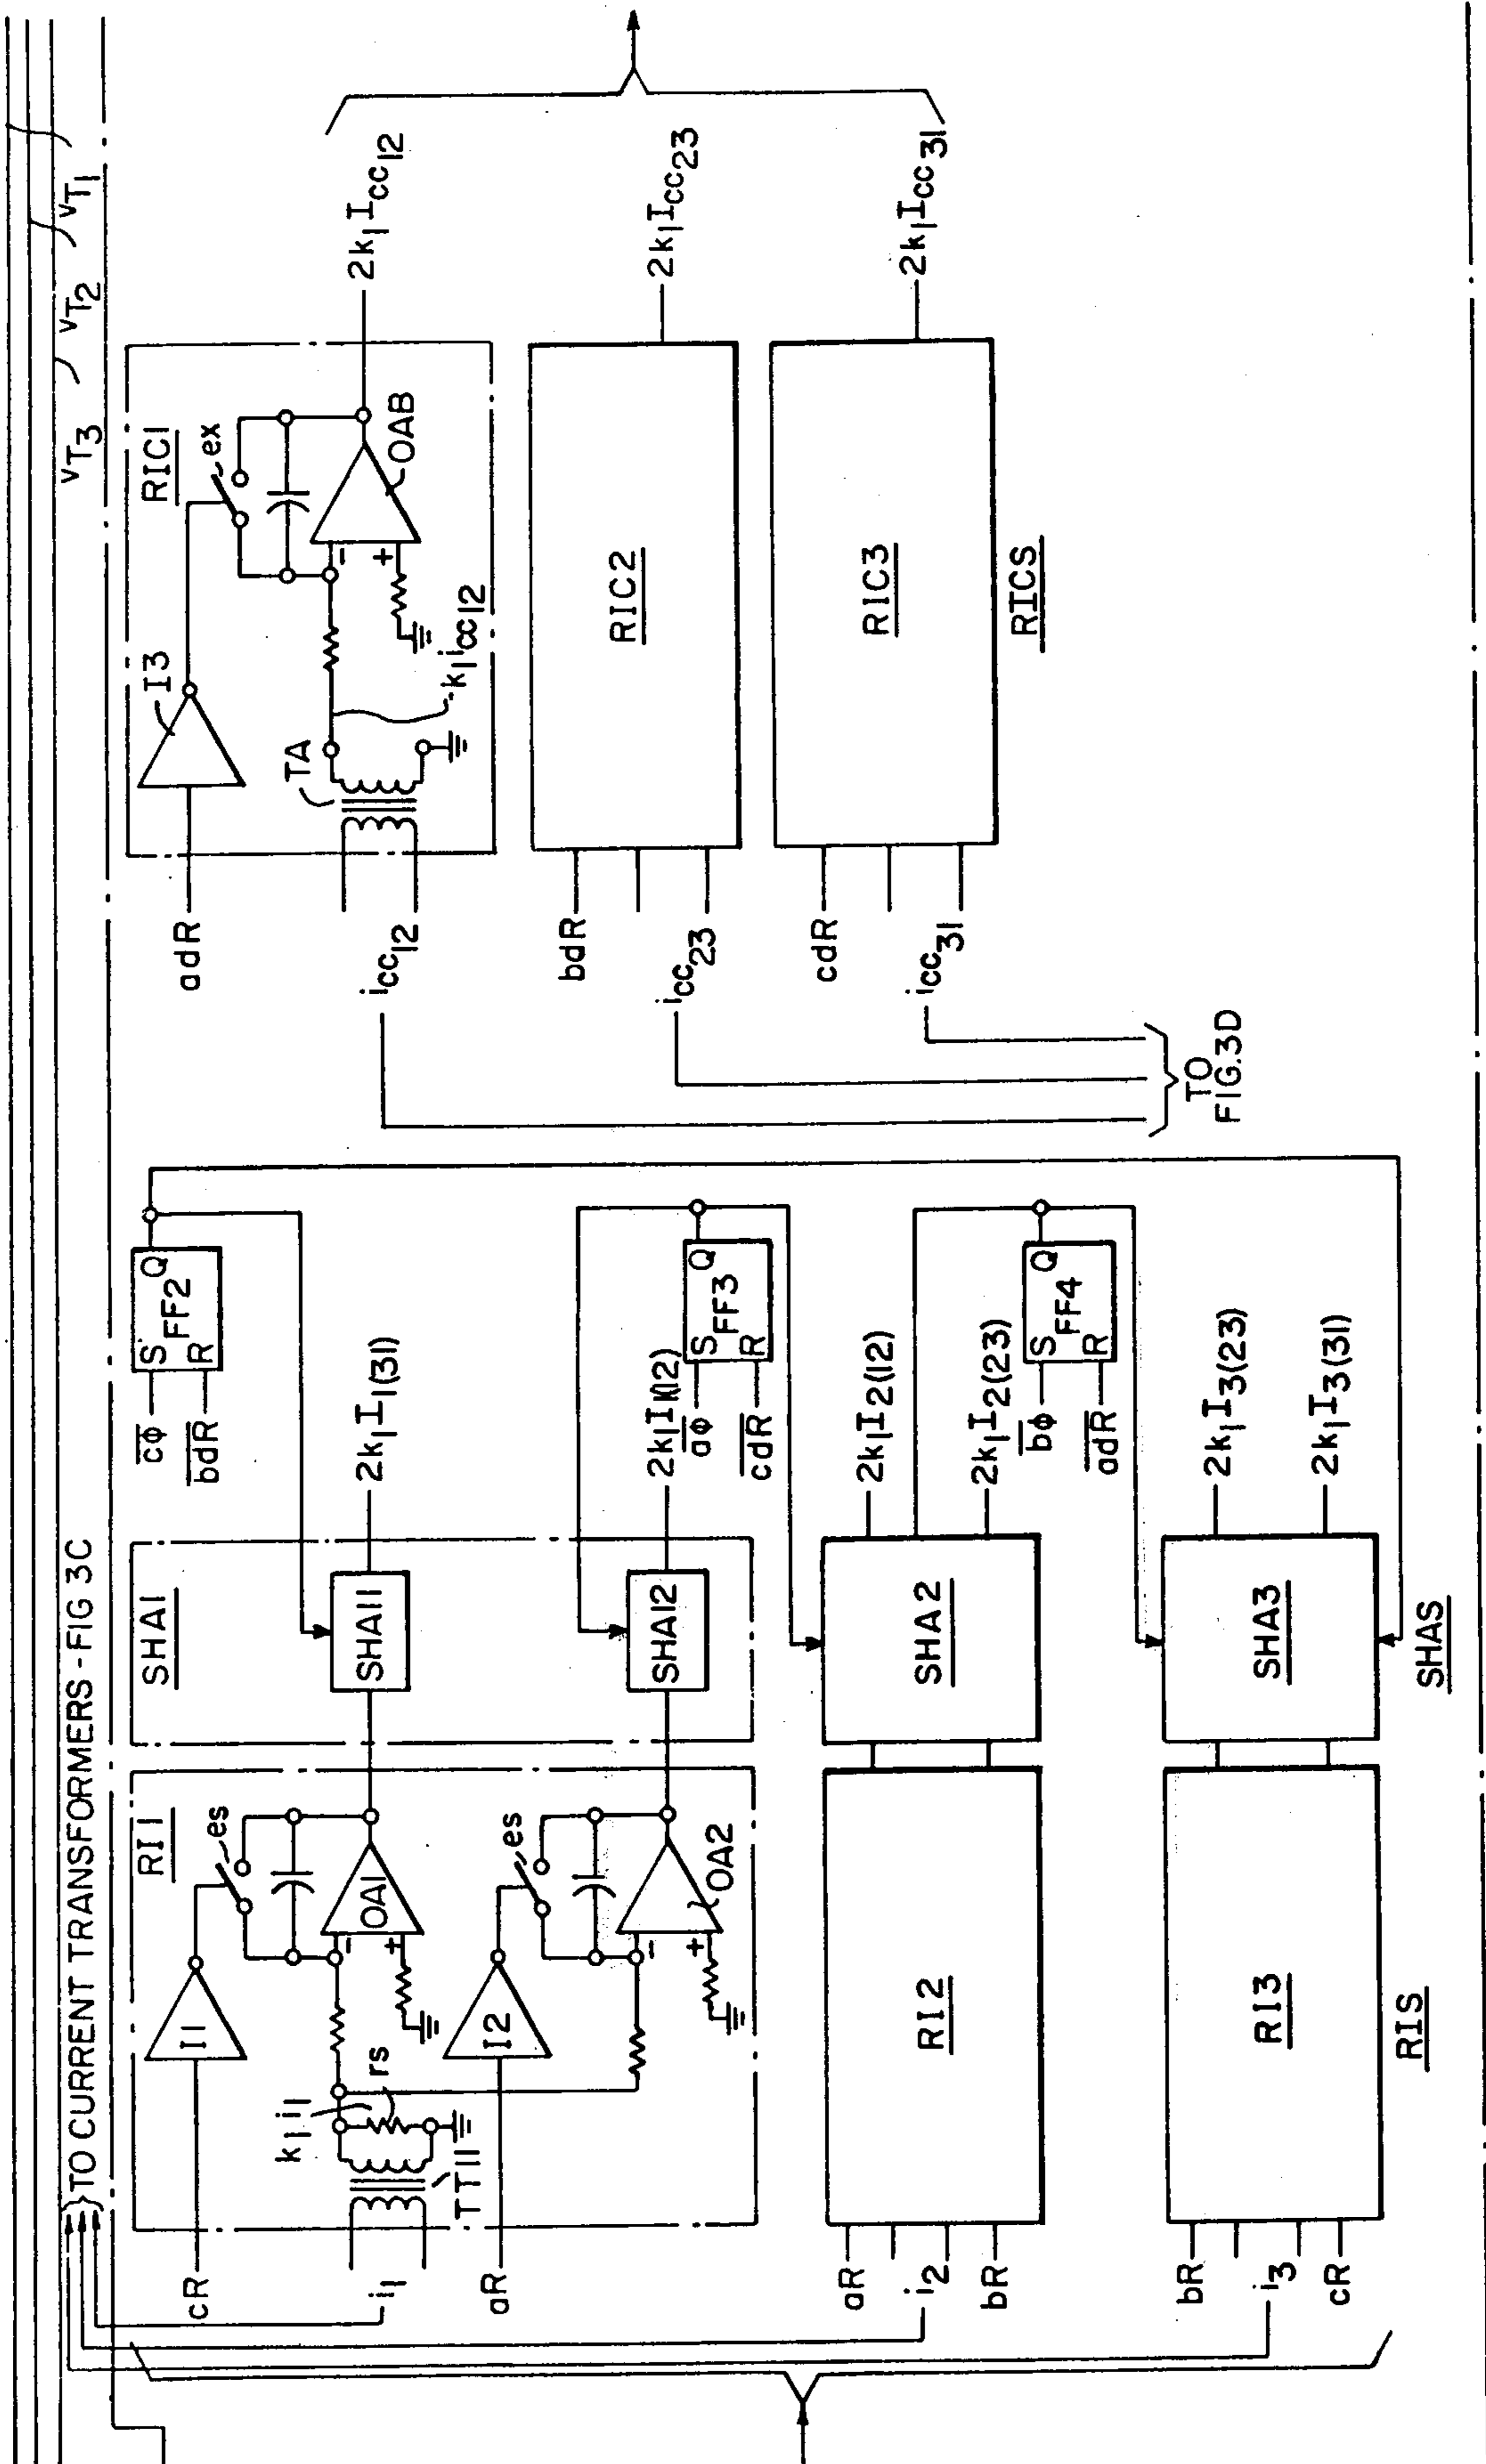 TO CURRENT TRANSFORMERS - FIG 3C
vT3
vT2
vT1
cR
I1
RI1
es
OA1
-
+
k1i1
rs
TT11
i1
aR
I2
es
-
+
OA2
SHA1
SHA11
SHA12
2k1I1(31)
2k1I1(12)
cφ
bdR
S
Q
FF2
R
aφ
cdR
S
Q
FF3
R
aR
i2
bR
RI2
SHA2
2k1I2(12)
2k1I2(23)
bφ
adR
S
Q
FF4
R
bR
i3
cR
RI3
SHA3
2k1I3(23)
2k1I3(31)
RIS
SHAS
adR
I3
RIC1
ex
TA
-
+
OAB
-k1icc12
icc12
2k1Icc12
bdR
icc23
RIC2
2k1Icc23
cdR
icc31
RIC3
2k1Icc31
RICS
TO
FIG.3D